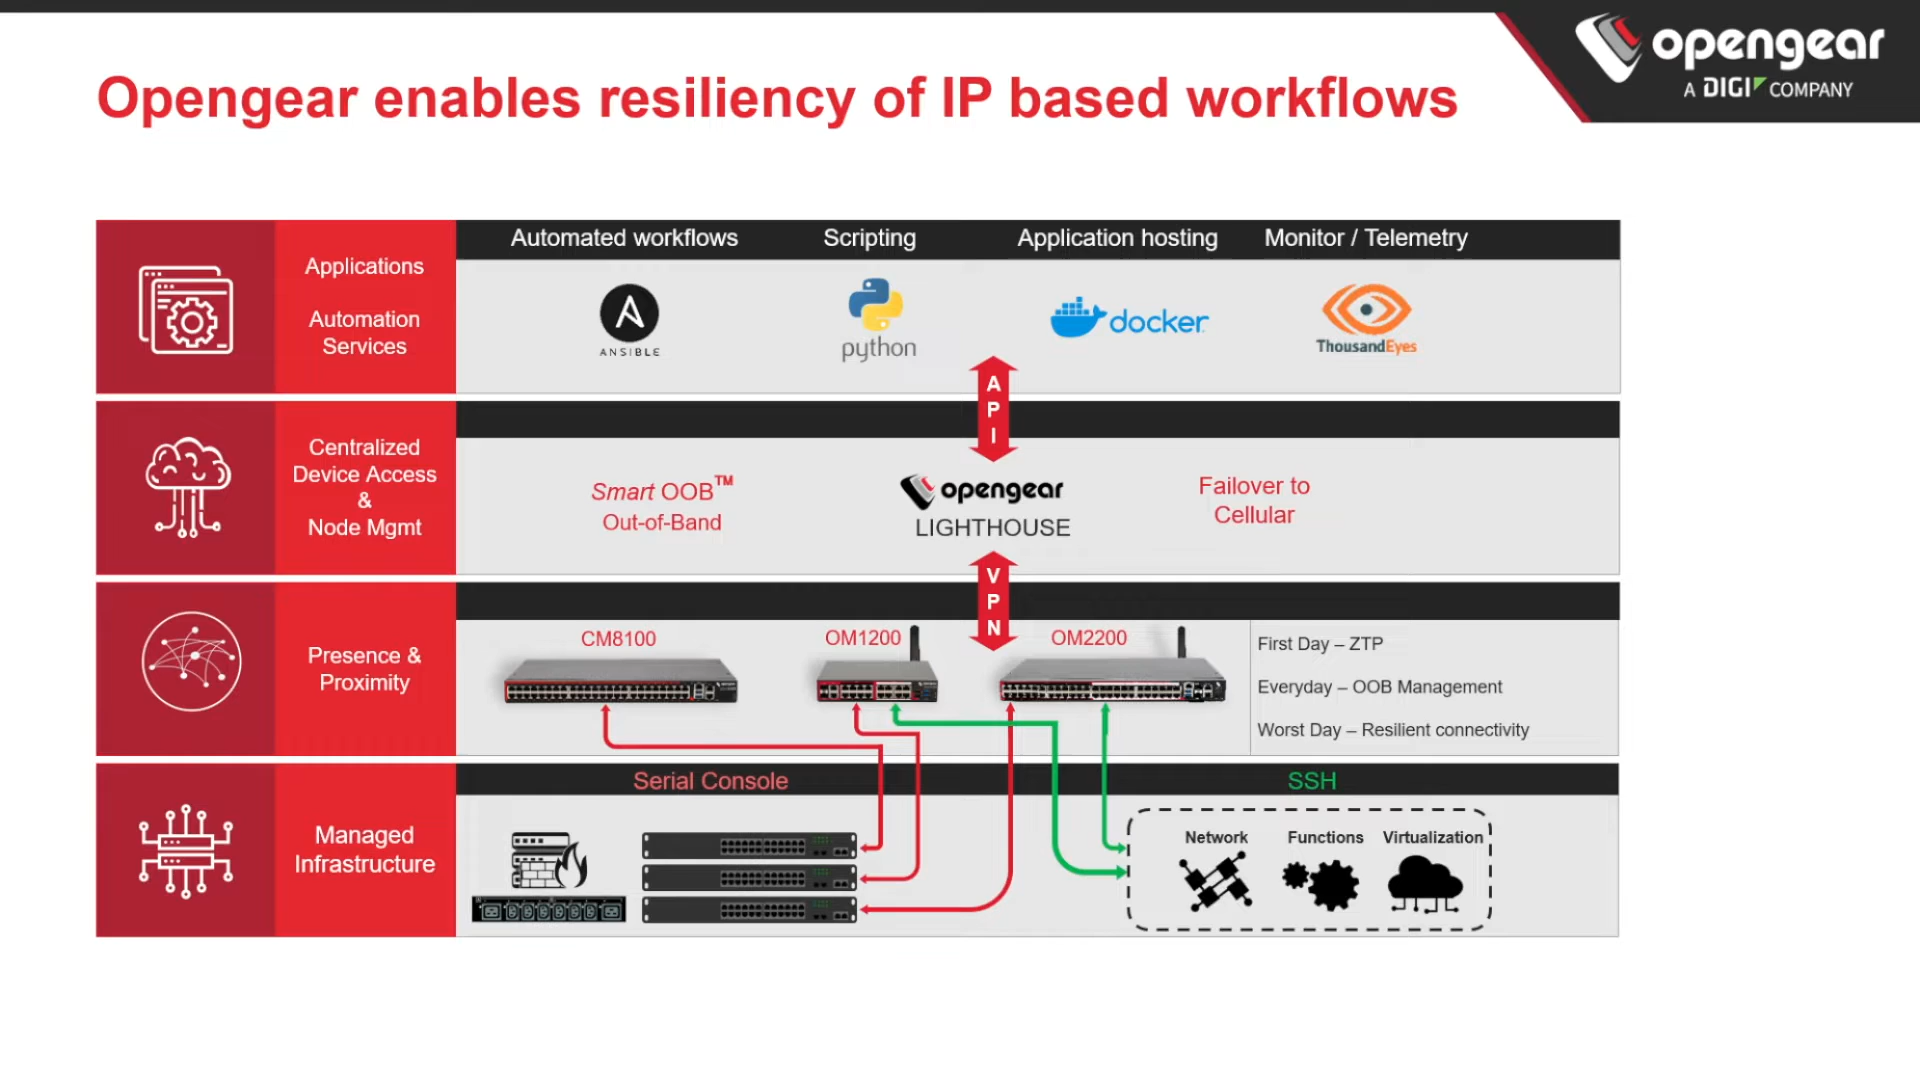 opengear
A DIGI COMPANY
Opengear enables resiliency of IP based workflows
Applications
Automation
Services
Automated workflows
Scripting
Application hosting
Monitor / Telemetry
ANSIBLE
python
docker
ThousandEyes
API
Centralized
Device Access
&
Node Mgmt
Smart OOB™
Out-of-Band
opengear
LIGHTHOUSE
Failover to
Cellular
VPN
Presence &
Proximity
CM8100
OM1200
OM2200
First Day – ZTP
Everyday – OOB Management
Worst Day – Resilient connectivity
Managed
Infrastructure
Serial Console
SSH
Network
Functions
Virtualization